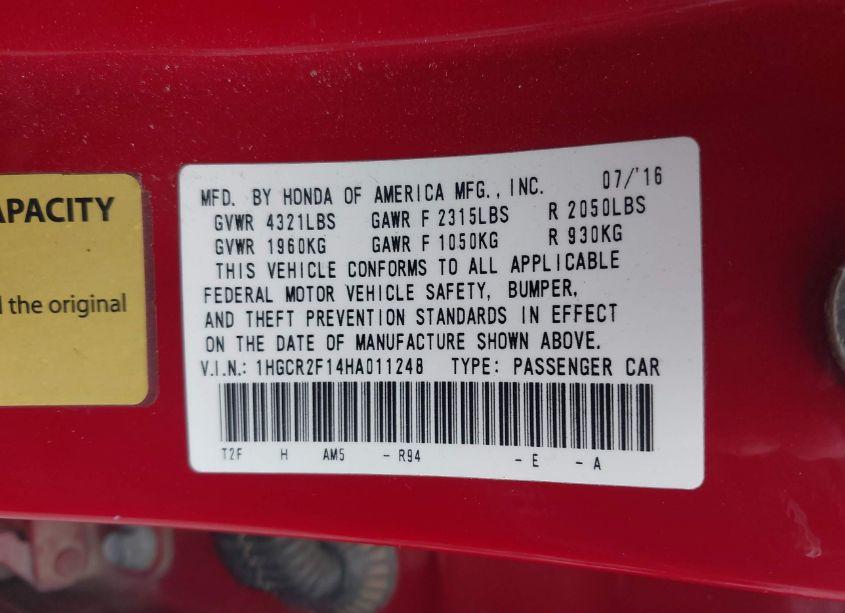 APACITY
the original
MFD. BY HONDA OF AMERICA MFG., INC. 07/'16
GVWR 4321LBS GAWR F 2315LBS R 2050LBS
GVWR 1960KG GAWR F 1050KG R 930KG
THIS VEHICLE CONFORMS TO ALL APPLICABLE
FEDERAL MOTOR VEHICLE SAFETY, BUMPER,
AND THEFT PREVENTION STANDARDS IN EFFECT
ON THE DATE OF MANUFACTURE SHOWN ABOVE.
V.I.N.: 1HGCR2F14HA011248 TYPE: PASSENGER CAR
T2F H AM5 - R94 - E - A